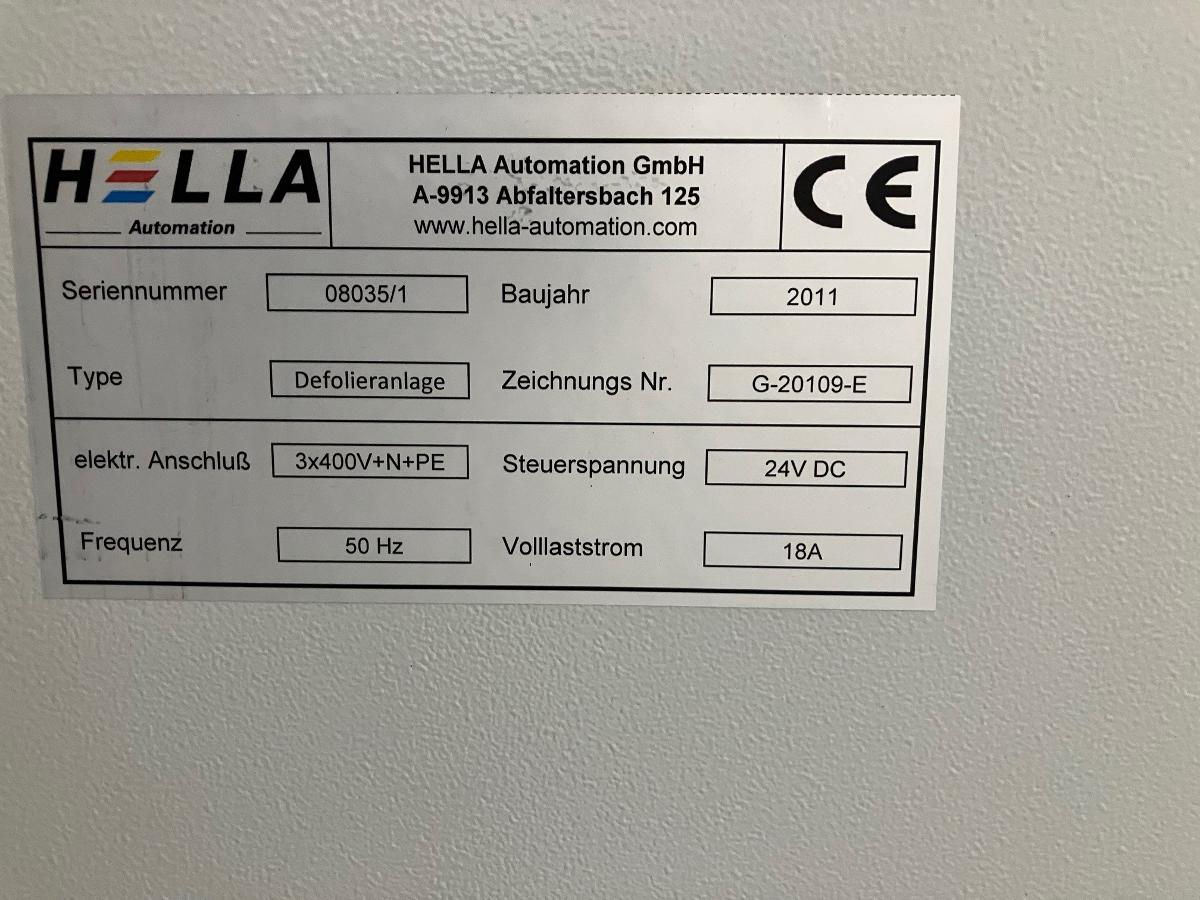 HELLA
Automation
HELLA Automation GmbH
A-9913 Abfaltersbach 125
www.hella-automation.com
CE
Seriennummer 08035/1 Baujahr 2011
Type Defolieranlage Zeichnungs Nr. G-20109-E
elektr. Anschluß 3x400V+N+PE Steuerspannung 24V DC
Frequenz 50 Hz Volllaststrom 18A